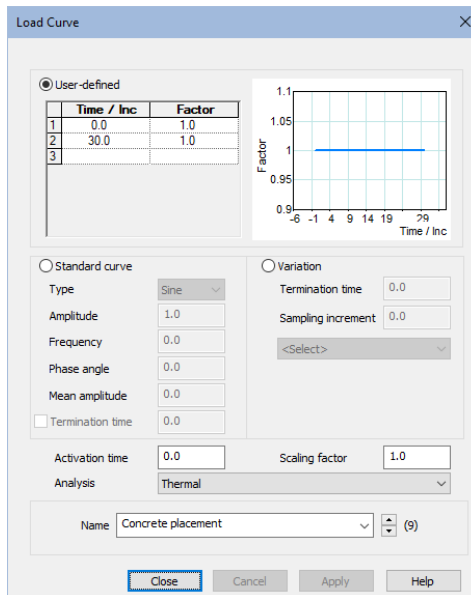 Load Curve
User-defined
Time / Inc Factor
1 0.0 1.0
2 30.0 1.0
3
1.1
1.05
1
0.95
0.9
Factor
-6 -1 4 9 14 19 29
Time / Inc
Standard curve
Type Sine
Amplitude 1.0
Frequency 0.0
Phase angle 0.0
Mean amplitude 0.0
Termination time 0.0
Variation
Termination time 0.0
Sampling increment 0.0
<Select>
Activation time 0.0 Scaling factor 1.0
Analysis Thermal
Name Concrete placement (9)
Close Cancel Apply Help